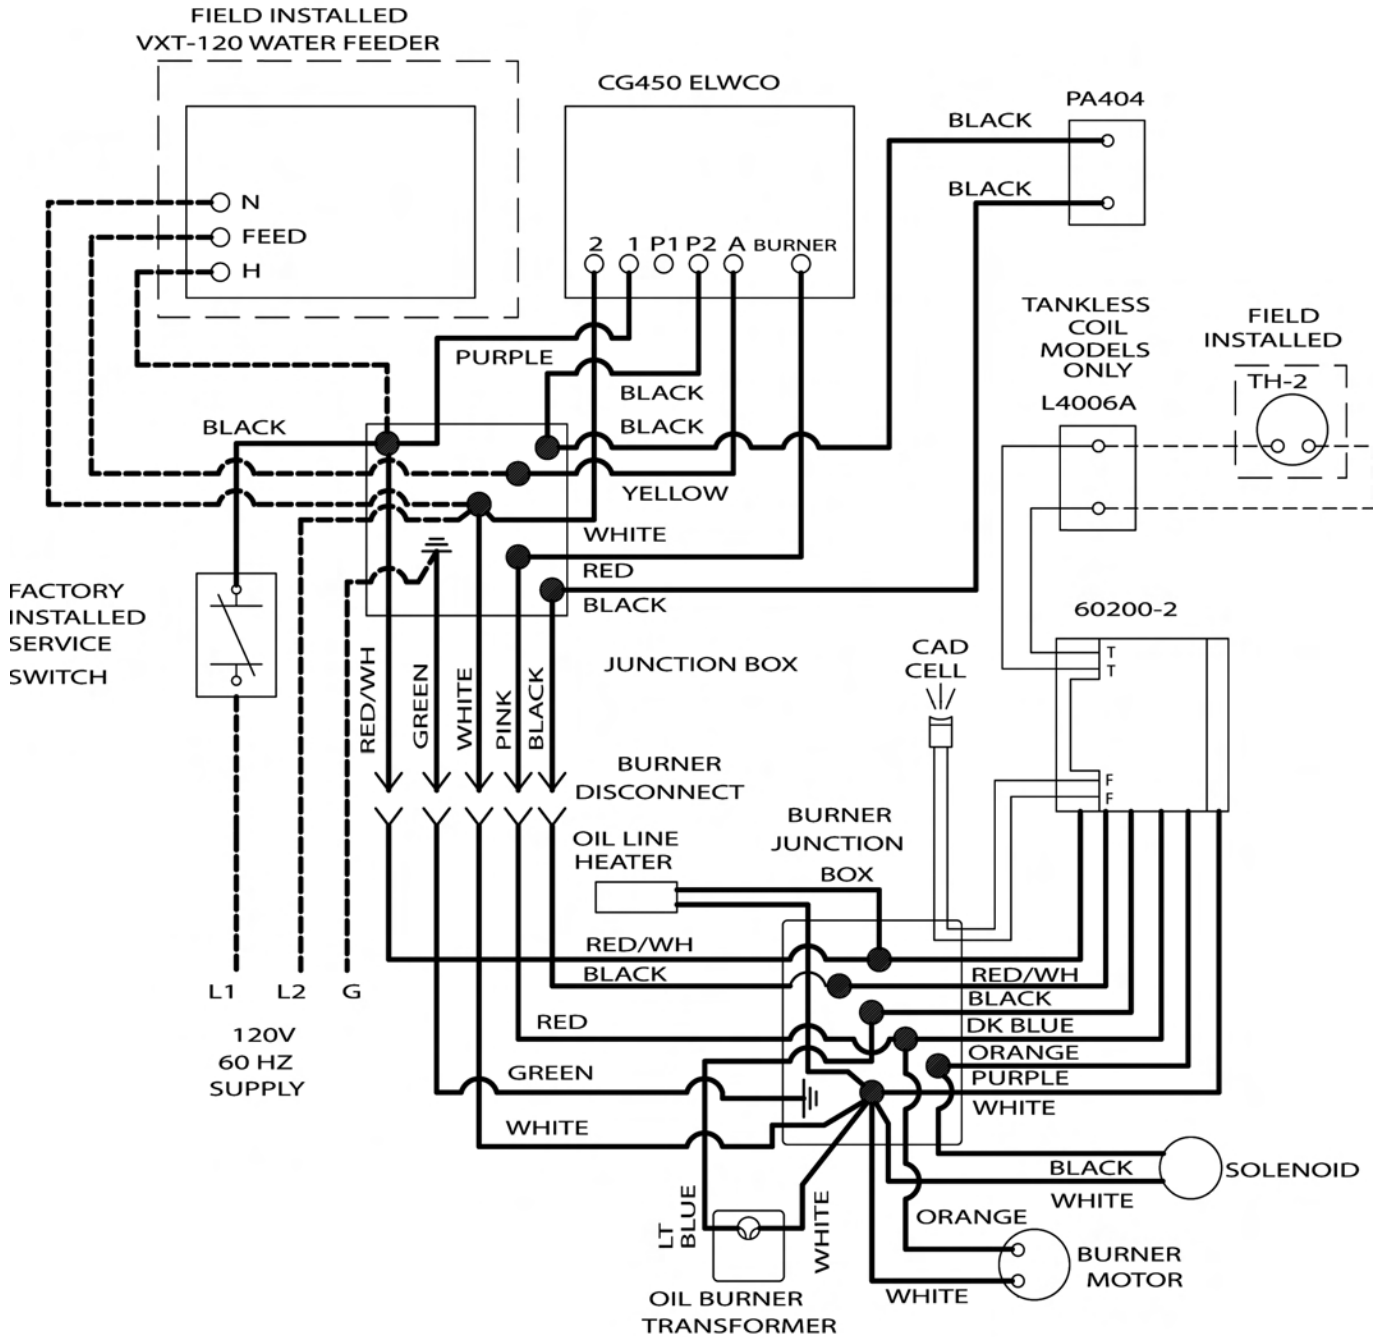 FIELD INSTALLED
VXT-120 WATER FEEDER
CG450 ELWCO
PA404
BLACK
BLACK
N
FEED
H
2 1 P1 P2 A BURNER
TANKLESS
COIL
MODELS
ONLY
L4006A
FIELD
INSTALLED
TH-2
PURPLE
BLACK
BLACK
BLACK
YELLOW
WHITE
RED
BLACK
FACTORY
INSTALLED
SERVICE
SWITCH
JUNCTION BOX
60200-2
T
T
F
F
CAD
CELL
RED/WH
GREEN
WHITE
PINK
BLACK
BURNER
DISCONNECT
OIL LINE
HEATER
BURNER
JUNCTION
BOX
RED/WH
BLACK
RED/WH
BLACK
RED
DK BLUE
ORANGE
GREEN
PURPLE
WHITE
WHITE
L1 L2 G
120V
60 HZ
SUPPLY
BLACK
WHITE
SOLENOID
LT
BLUE
WHITE
ORANGE
BURNER
MOTOR
WHITE
OIL BURNER
TRANSFORMER